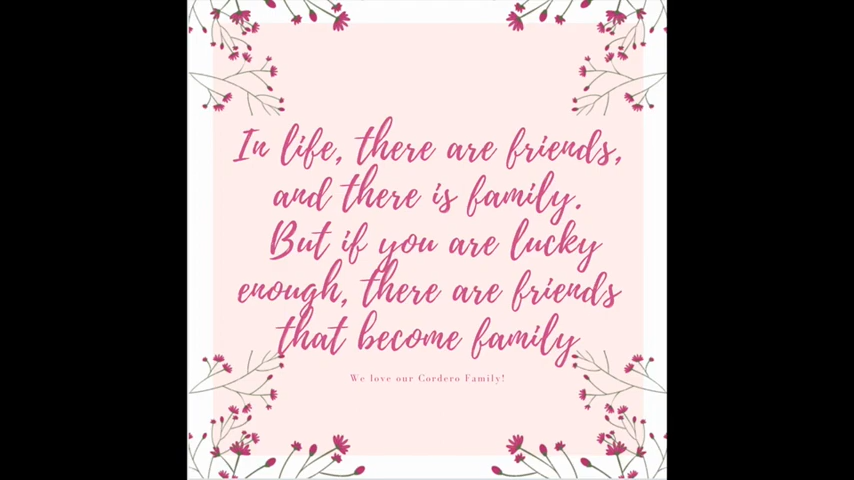 In life, there are friends,
and there is family.
But if you are lucky
enough, there are friends
that become family
We love our Cordero Family!